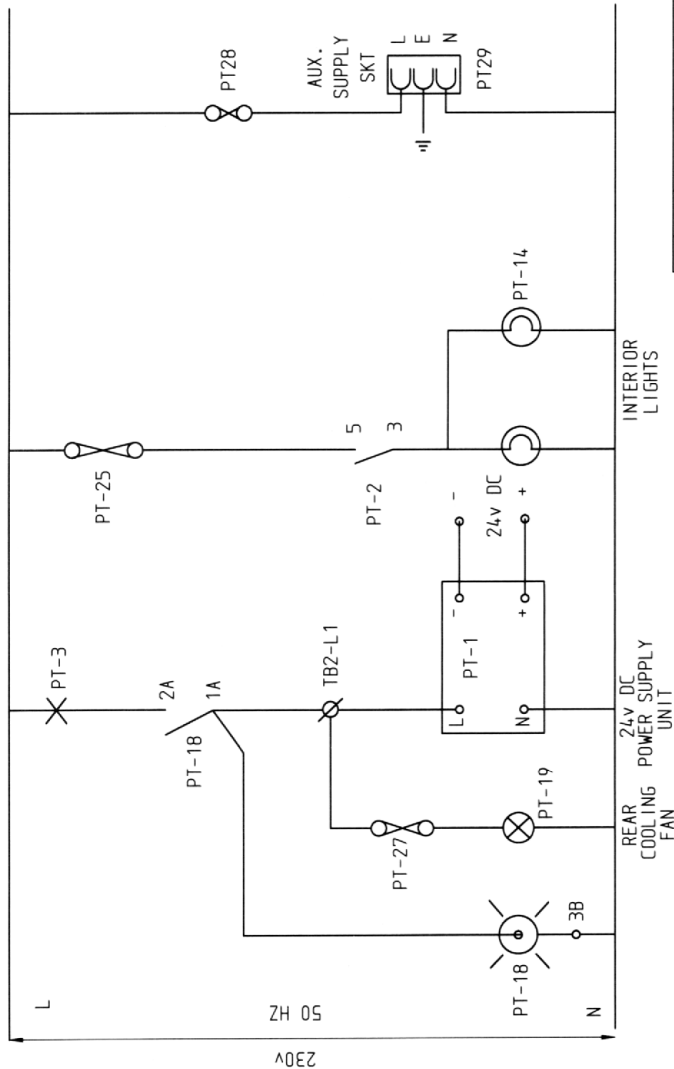 230v
50 HZ
L
N
PT-18
3B
REAR
COOLING
FAN
PT-27
PT-19
PT-3
2A
1A
PT-18
TB2-L1
L
N
PT-1
-
+
-
+
24v DC
24v DC
POWER SUPPLY
UNIT
PT-25
5
3
PT-2
PT-14
INTERIOR
LIGHTS
PT28
AUX.
SUPPLY
SKT
L
E
N
PT29